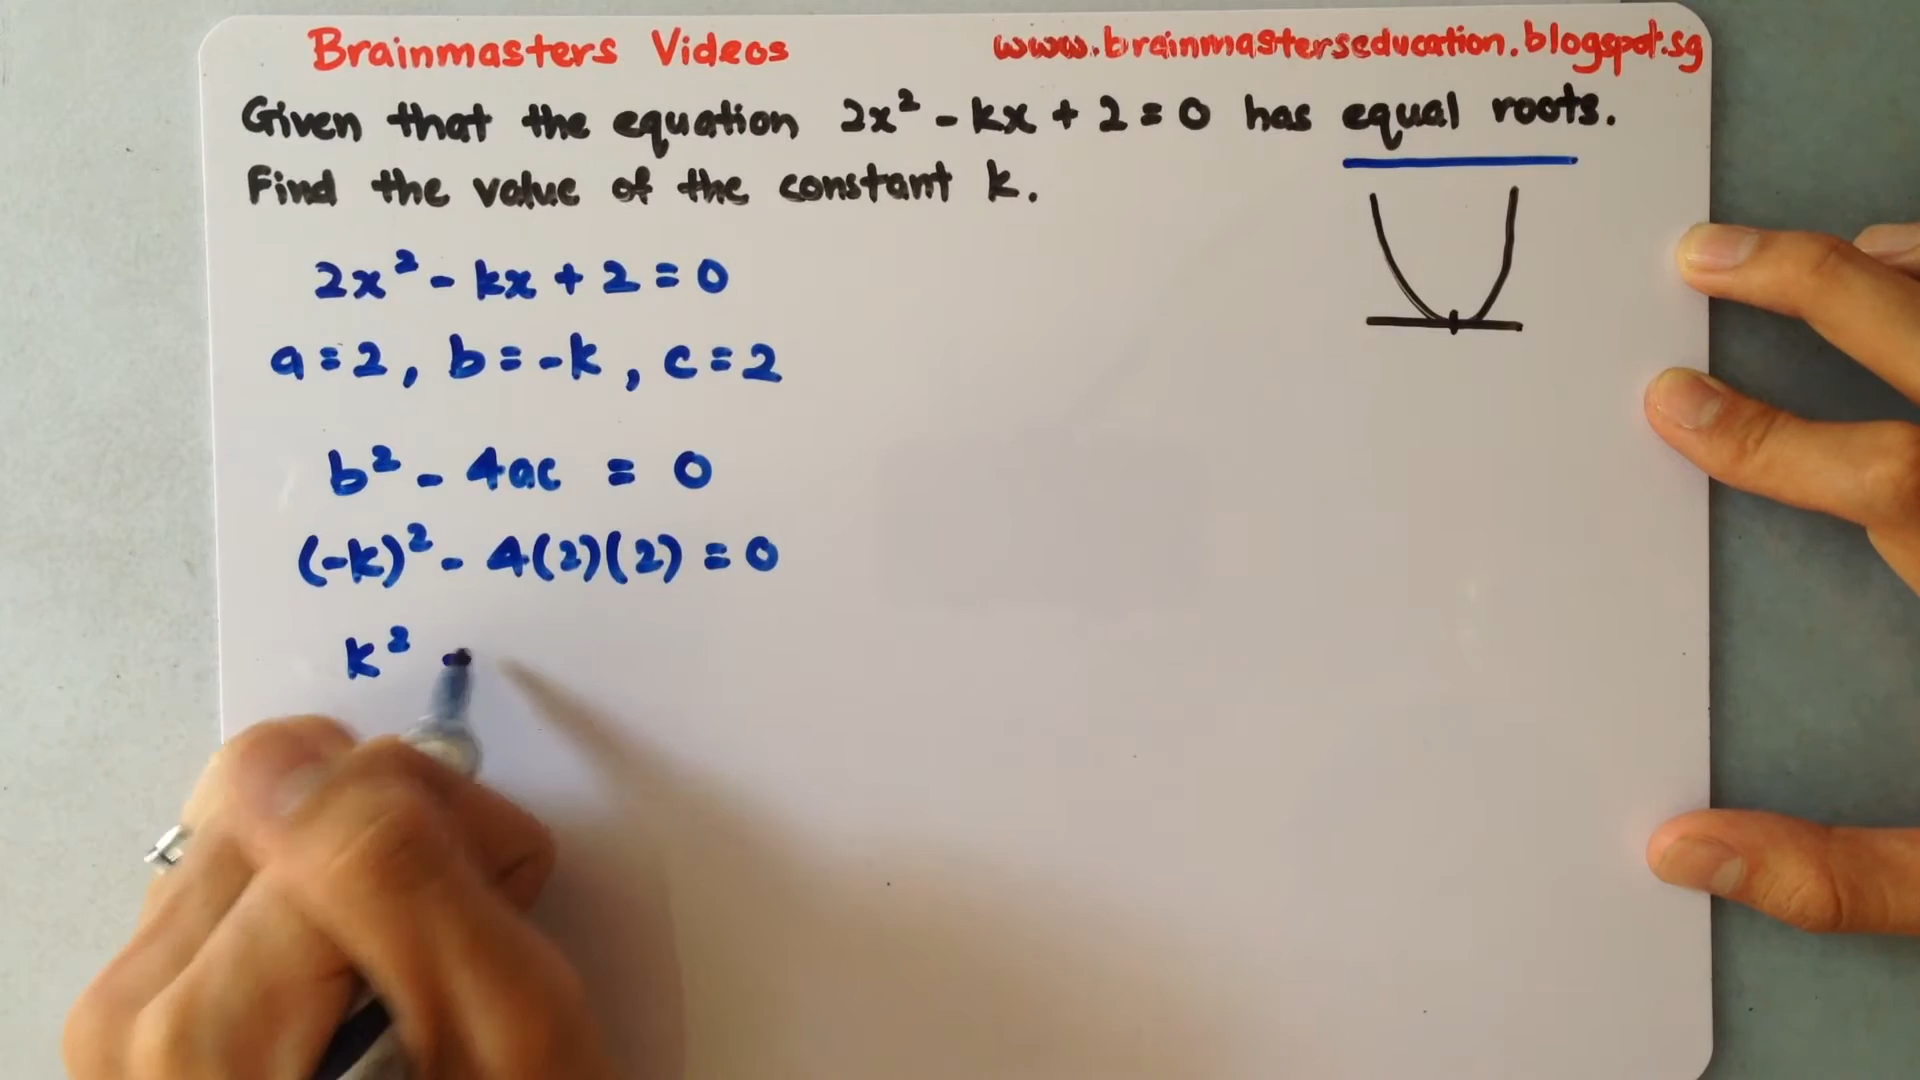 Brainmasters Videos www.brainmasterseducation.blogspot.sg
Given that the equation 2x² - kx + 2 = 0 has equal roots.
Find the value of the constant k.
2x² - kx + 2 = 0
a = 2, b = -k, c = 2
b² - 4ac = 0
(-k)² - 4(2)(2) = 0
k² -